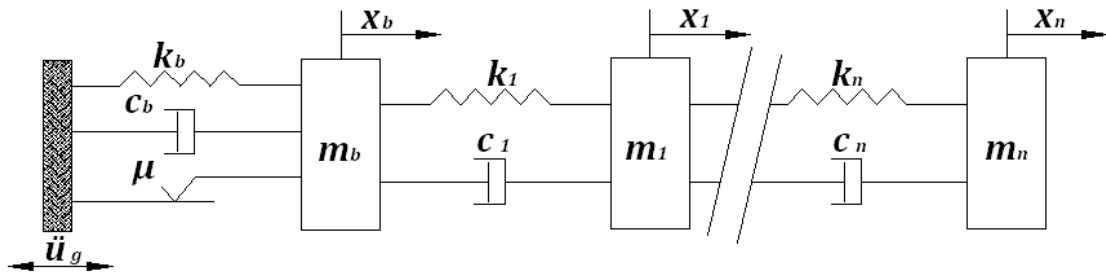 x_b x_1 x_n
k_b k_1 k_n
c_b
m_b m_1 m_n
c_1 c_n
μ
ü_g